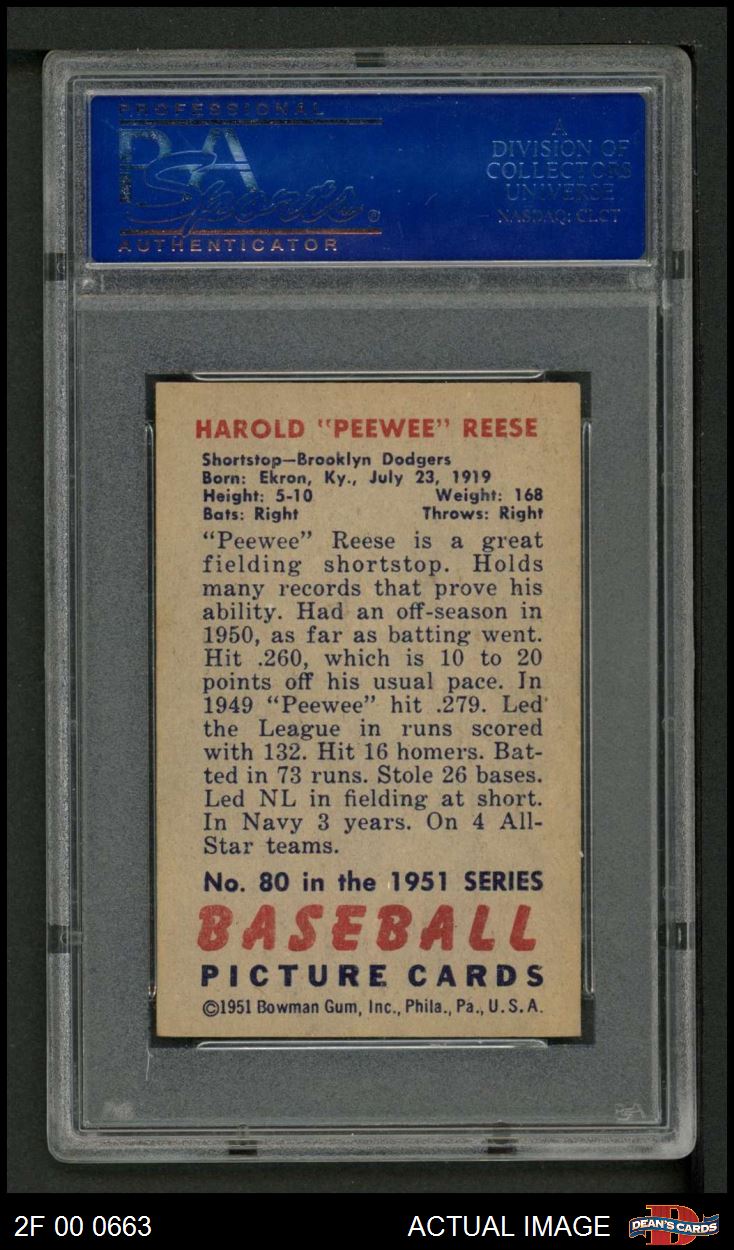 PROFESSIONAL
PSA
Sports ®
AUTHENTICATOR
A
DIVISION OF
COLLECTORS
UNIVERSE
NASDAQ: CLCT
HAROLD "PEEWEE" REESE
Shortstop—Brooklyn Dodgers
Born: Ekron, Ky., July 23, 1919
Height: 5-10 Weight: 168
Bats: Right Throws: Right
"Peewee" Reese is a great
fielding shortstop. Holds
many records that prove his
ability. Had an off-season in
1950, as far as batting went.
Hit .260, which is 10 to 20
points off his usual pace. In
1949 "Peewee" hit .279. Led
the League in runs scored
with 132. Hit 16 homers. Bat-
ted in 73 runs. Stole 26 bases.
Led NL in fielding at short.
In Navy 3 years. On 4 All-
Star teams.
No. 80 in the 1951 SERIES
BASEBALL
PICTURE CARDS
©1951 Bowman Gum, Inc., Phila., Pa., U.S.A.
PSA
2F 00 0663 ACTUAL IMAGE DEAN'S CARDS